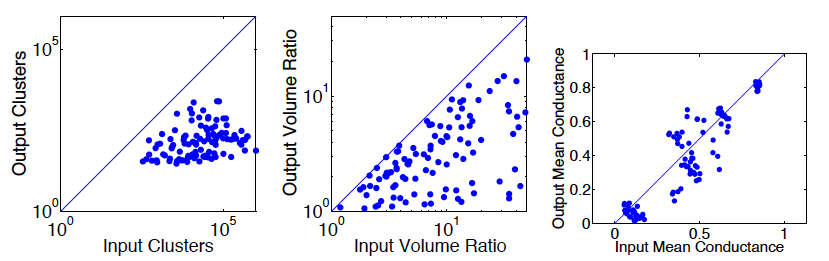 10^5
10^0
10^0
10^5
Output Clusters
Input Clusters
10^1
10^0
10^0
10^1
Output Volume Ratio
Input Volume Ratio
1
0.8
0.6
0.4
0.2
0
0
0.5
1
Output Mean Conductance
Input Mean Conductance